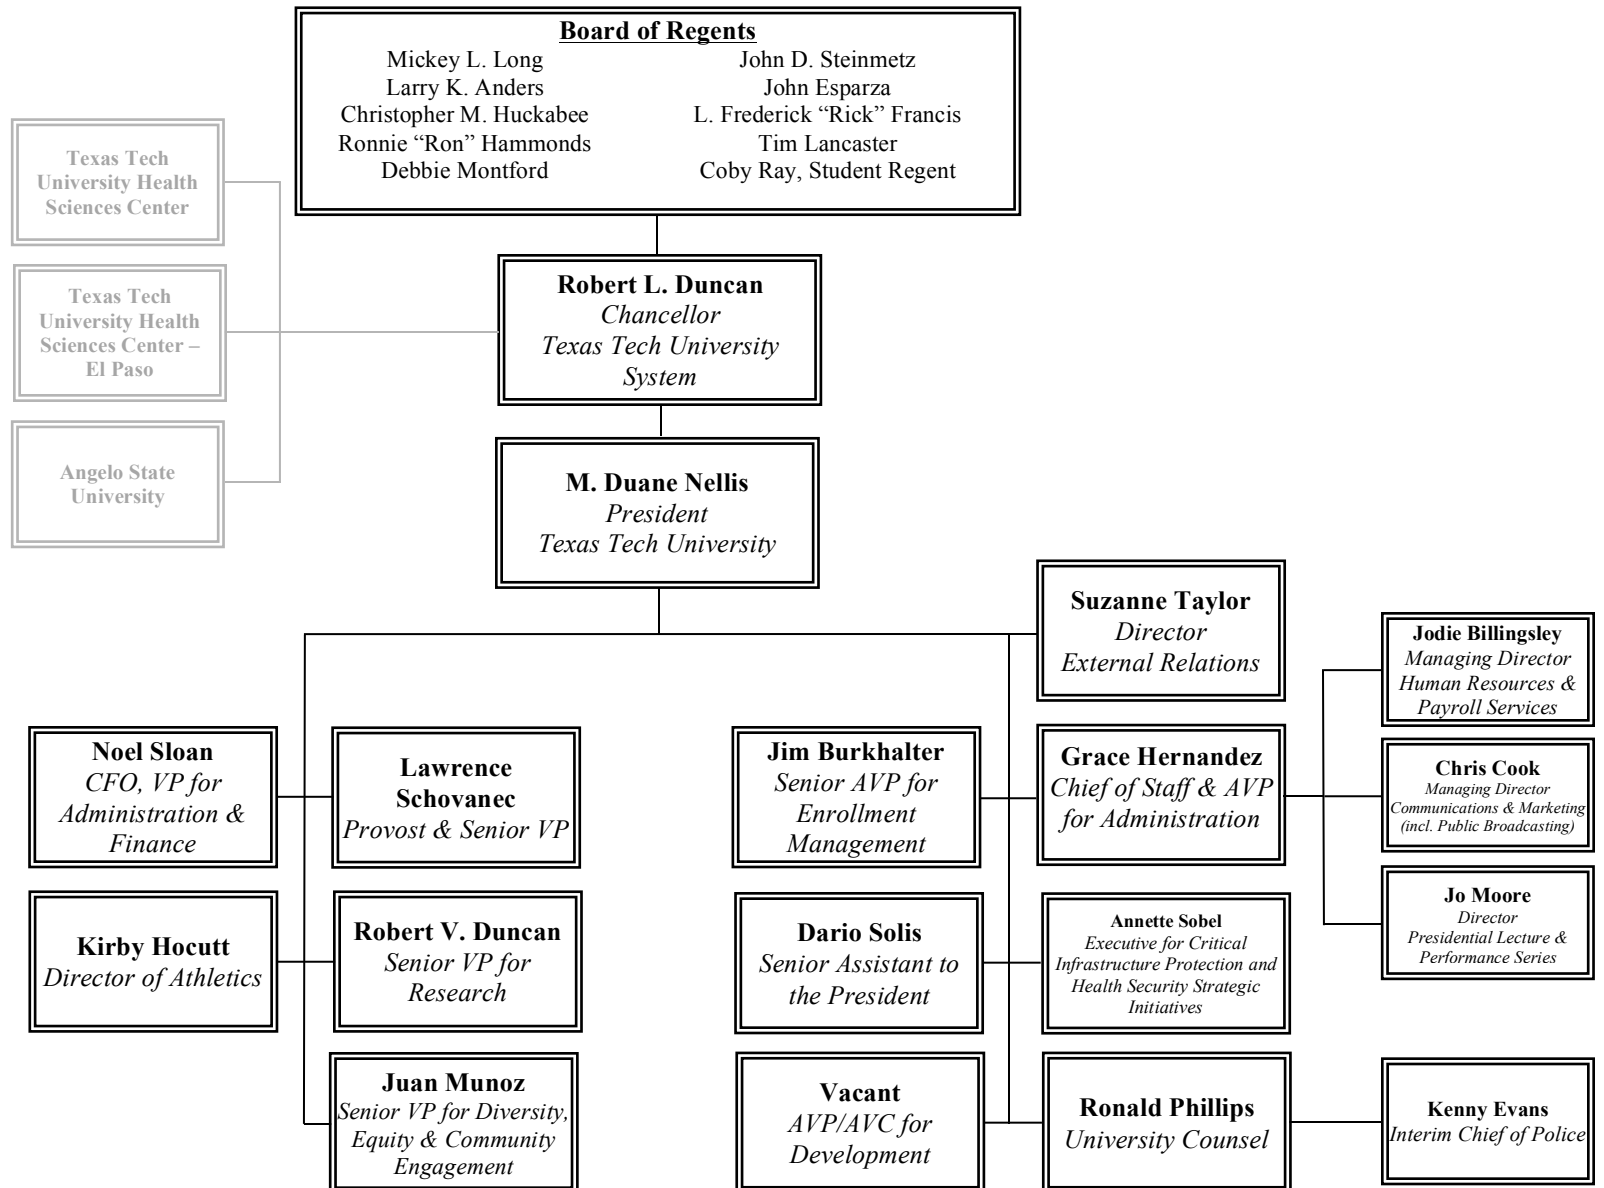 Board of Regents
Mickey L. Long
Larry K. Anders
Christopher M. Huckabee
Ronnie “Ron” Hammonds
Debbie Montford
John D. Steinmetz
John Esparza
L. Frederick “Rick” Francis
Tim Lancaster
Coby Ray, Student Regent
Texas Tech
University Health
Sciences Center
Texas Tech
University Health
Sciences Center –
El Paso
Angelo State
University
Robert L. Duncan
Chancellor
Texas Tech University
System
M. Duane Nellis
President
Texas Tech University
Suzanne Taylor
Director
External Relations
Noel Sloan
CFO, VP for
Administration &
Finance
Lawrence
Schovanec
Provost & Senior VP
Kirby Hocutt
Director of Athletics
Robert V. Duncan
Senior VP for
Research
Juan Munoz
Senior VP for Diversity,
Equity & Community
Engagement
Jim Burkhalter
Senior AVP for
Enrollment
Management
Grace Hernandez
Chief of Staff & AVP
for Administration
Jodie Billingsley
Managing Director
Human Resources &
Payroll Services
Chris Cook
Managing Director
Communications & Marketing
(incl. Public Broadcasting)
Jo Moore
Director
Presidential Lecture &
Performance Series
Dario Solis
Senior Assistant to
the President
Annette Sobel
Executive for Critical
Infrastructure Protection and
Health Security Strategic
Initiatives
Vacant
AVP/AVC for
Development
Ronald Phillips
University Counsel
Kenny Evans
Interim Chief of Police